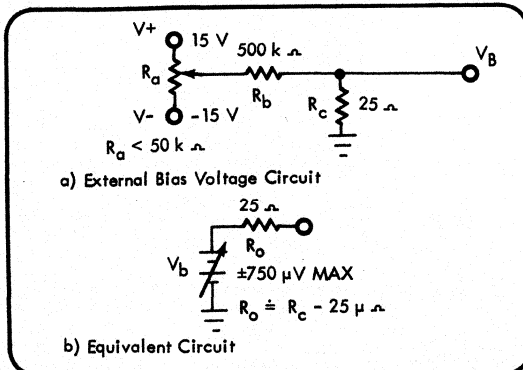 V+
15 V
500 k Ω
V_B
R_a
R_b
R_c
25 Ω
V-
-15 V
R_a < 50 k Ω
a) External Bias Voltage Circuit
25 Ω
R_o
V_b
±750 μV MAX
R_o ≐ R_c - 25 μ Ω
b) Equivalent Circuit